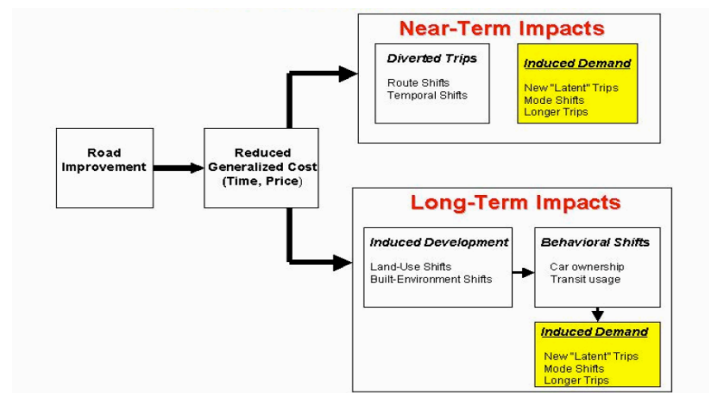 Near-Term Impacts
Diverted Trips
Route Shifts
Temporal Shifts
Induced Demand
New "Latent" Trips
Mode Shifts
Longer Trips
Road
Improvement
Reduced
Generalized Cost
(Time, Price)
Long-Term Impacts
Induced Development
Land-Use Shifts
Built-Environment Shifts
Behavioral Shifts
Car ownership
Transit usage
Induced Demand
New "Latent" Trips
Mode Shifts
Longer Trips